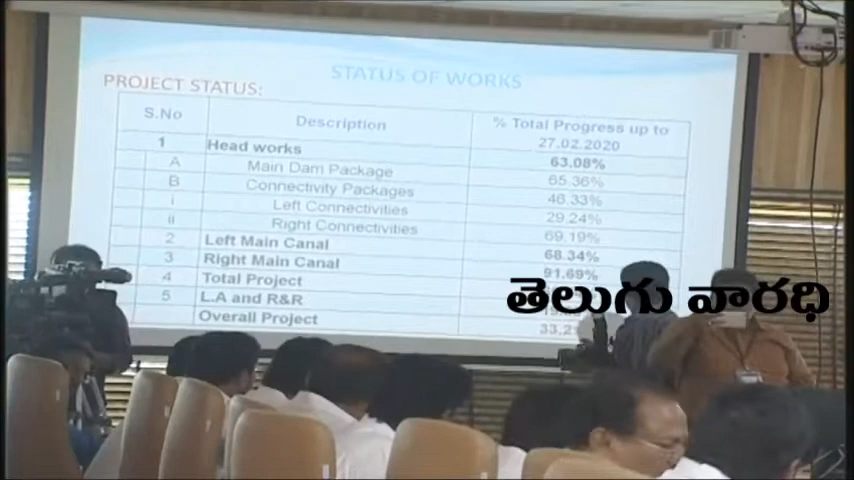 STATUS OF WORKS
PROJECT STATUS:
S.No Description % Total Progress up to 27.02.2020
1 Head works 63.08%
A Main Dam Package 65.36%
B Connectivity Packages 46.33%
i Left Connectivities 29.24%
ii Right Connectivities 69.19%
2 Left Main Canal 68.34%
3 Right Main Canal 91.69%
4 Total Project
5 L.A and R&R
Overall Project
తెలుగు వారధి